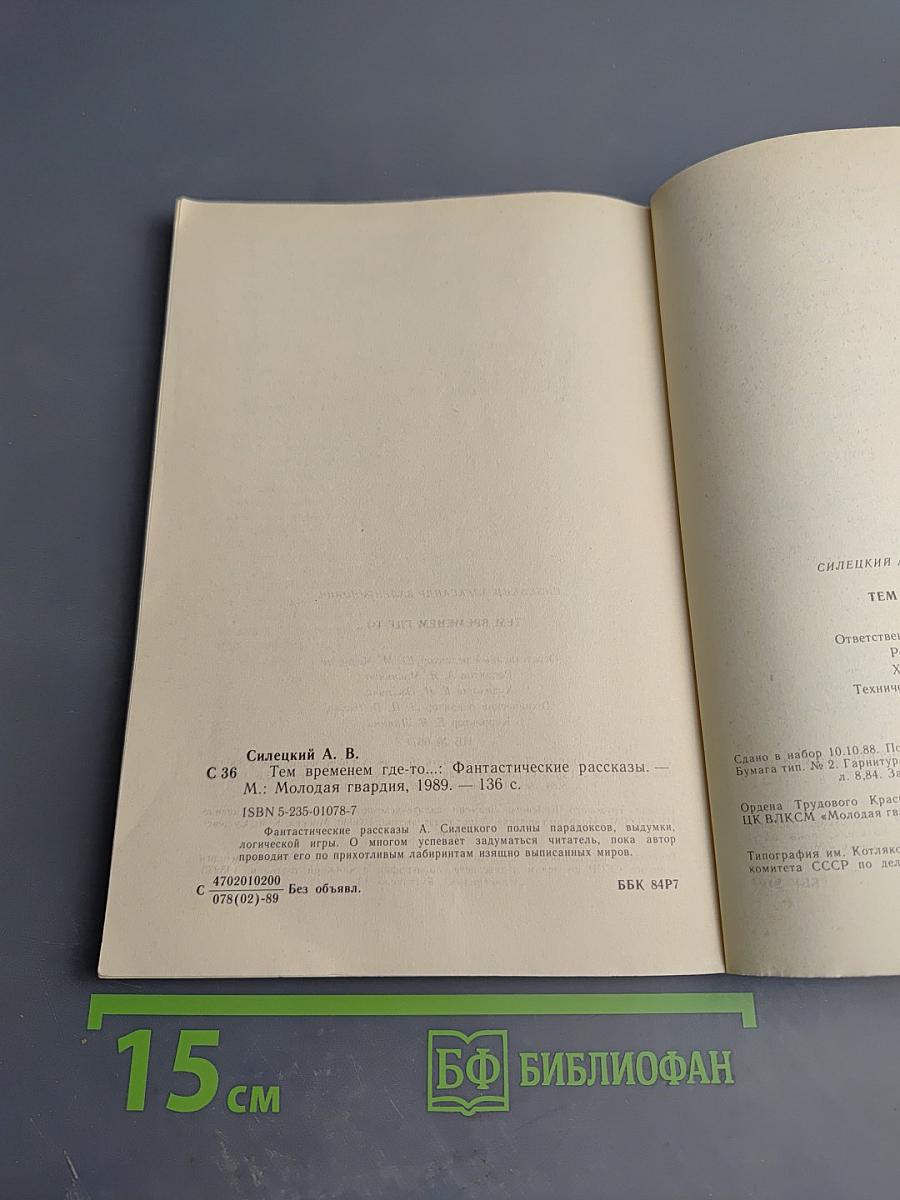 Силецкий А. В.
С 36 Тем временем где-то...: Фантастические рассказы. —
М.: Молодая гвардия, 1989. — 136 с.
ISBN 5-235-01078-7
Фантастические рассказы А. Силецкого полны парадоксов, выдумки,
логической игры. О многом успевает задуматься читатель, пока автор
проводит его по прихотливым лабиринтам изящно выписанных миров.
С 4702010200
078(02)-89 Без объявл.
ББК 84Р7
СИЛЕЦКИЙ
ТЕМ
Ответствен
Р
Х
Техниче
Сдано в набор 10.10.88. По
Бумага тип. № 2. Гарнитур
л. 8,84. За
Ордена Трудового Крас
ЦК ВЛКСМ «Молодая гва
Типография им. Котляко
комитета СССР по дел
15 см
БФ БИБЛИОФАН